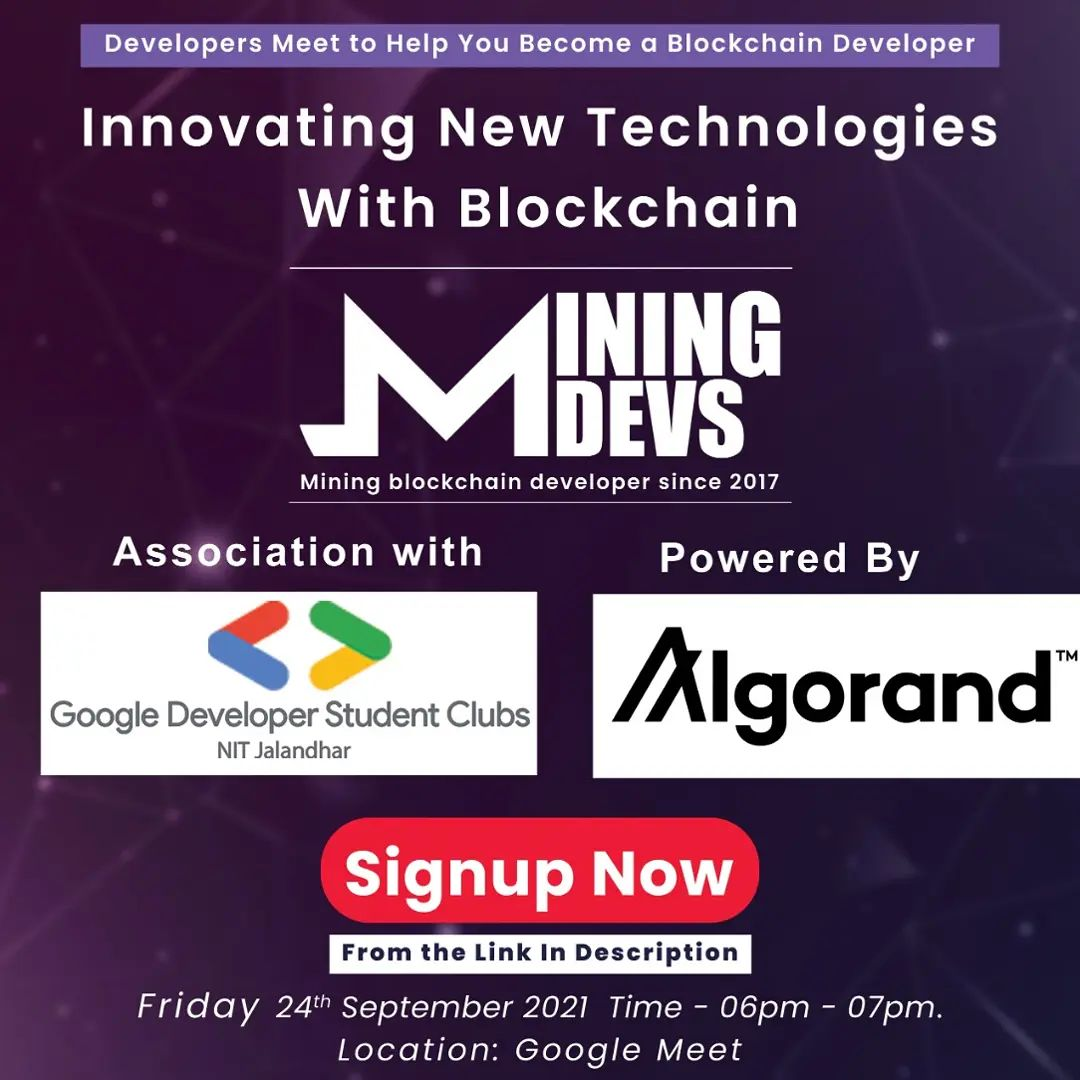 Developers Meet to Help You Become a Blockchain Developer
Innovating New Technologies
With Blockchain
MINING
DEVS
Mining blockchain developer since 2017
Association with
Google Developer Student Clubs
NIT Jalandhar
Powered By
Algorand™
Signup Now
From the Link In Description
Friday 24th September 2021 Time - 06pm - 07pm.
Location: Google Meet